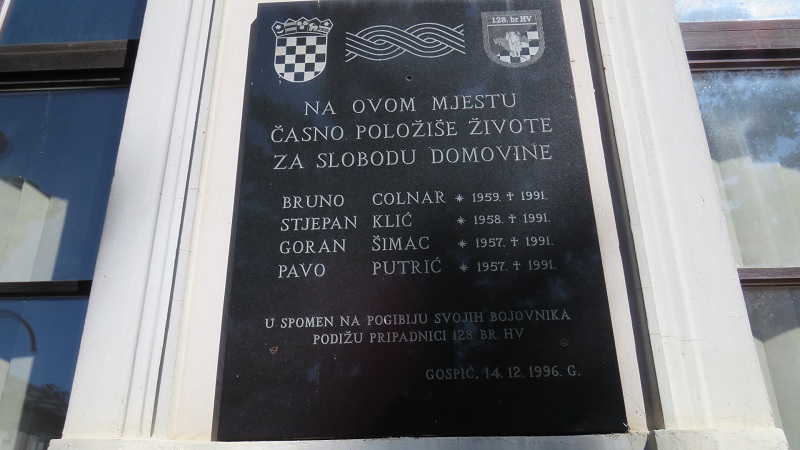 128. br HV
NA OVOM MJESTU
ČASNO POLOŽIŠE ŽIVOTE
ZA SLOBODU DOMOVINE
BRUNO COLNAR * 1959. ✝ 1991.
STJEPAN KLIĆ * 1958. ✝ 1991.
GORAN ŠIMAC * 1957. ✝ 1991.
PAVO PUTRIĆ * 1957. ✝ 1991.
U SPOMEN NA POGIBIJU SVOJIH BOJOVNIKA
PODIŽU PRIPADNICI 128. BR. HV
GOSPIĆ, 14. 12. 1996. G.